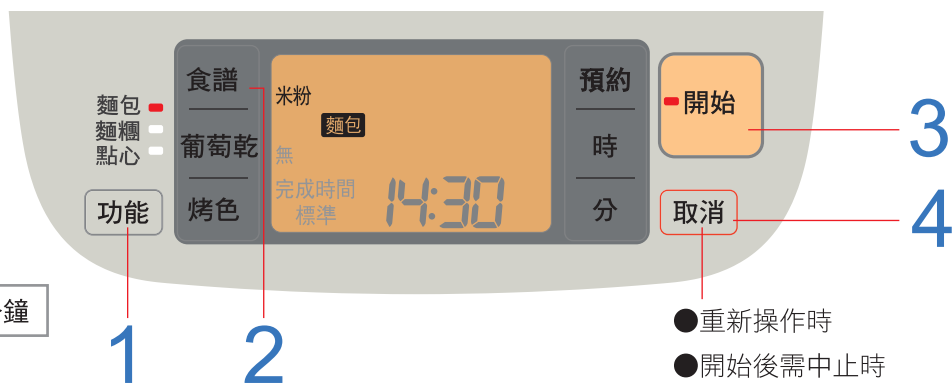 麵包
麵糰
點心
功能
食譜
葡萄乾
烤色
米粉
麵包
無
完成時間
標準
14:30
預約
時
分
開始
取消
1
2
3
4
鐘
●重新操作時
●開始後需中止時